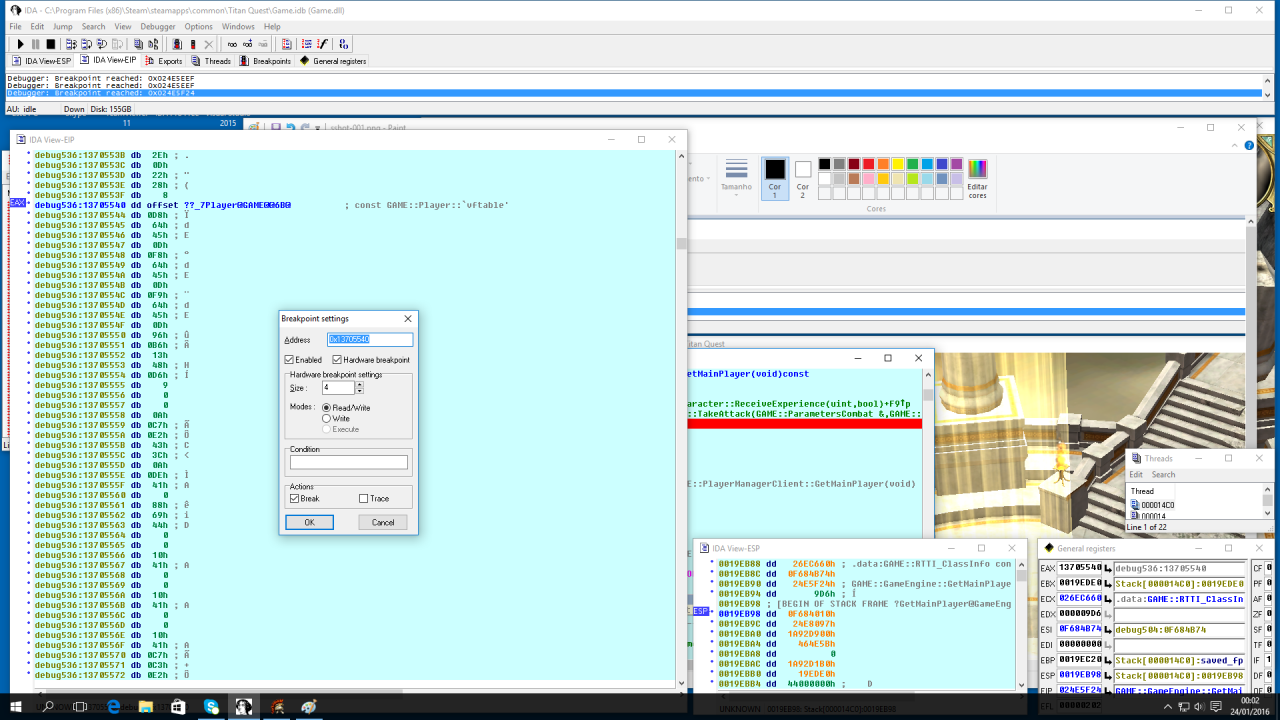 IDA - C:\Program Files (x86)\Steam\steamapps\common\Titan Quest\Game.idb (Game.dll)
File Edit Jump Search View Debugger Options Windows Help
IDA View-ESP IDA View-EIP Exports Threads Breakpoints General registers
Debugger: Breakpoint reached: 0x024E5EEF
Debugger: Breakpoint reached: 0x024E5EEF
Debugger: Breakpoint reached: 0x024E5F24
AU: idle Down Disk: 155GB
11 2015
ssbot-001.png - Paint
IDA View-EIP
debug536:1370553B db 2Eh ; .
debug536:1370553C db 0Dh
debug536:1370553D db 22h ; "
debug536:1370553E db 28h ; (
debug536:1370553F db 8
EAX debug536:13705540 dd offset ??_7Player@GAME@@6B@ ; const GAME::Player::`vftable'
debug536:13705544 db 0D8h ; Ï
debug536:13705545 db 64h ; d
debug536:13705546 db 45h ; E
debug536:13705547 db 0Dh
debug536:13705548 db 0F8h ; °
debug536:13705549 db 64h ; d
debug536:1370554A db 45h ; E
debug536:1370554B db 0Dh
debug536:1370554C db 0F9h ; ¨
debug536:1370554D db 64h ; d
debug536:1370554E db 45h ; E
debug536:1370554F db 0Dh
debug536:13705550 db 96h ; û
debug536:13705551 db 0B6h ; Â
debug536:13705552 db 13h
debug536:13705553 db 48h ; H
debug536:13705554 db 0D6h ; Í
debug536:13705555 db 9
debug536:13705556 db 0
debug536:13705557 db 0
debug536:13705558 db 0Ah
debug536:13705559 db 0C7h ; Ã
debug536:1370555A db 0E2h ; Ô
debug536:1370555B db 43h ; C
debug536:1370555C db 3Ch ; <
debug536:1370555D db 0Ah
debug536:1370555E db 0DEh ; Ì
debug536:1370555F db 41h ; A
debug536:13705560 db 0
debug536:13705561 db 88h ; ê
debug536:13705562 db 69h ; i
debug536:13705563 db 44h ; D
debug536:13705564 db 0
debug536:13705565 db 0
debug536:13705566 db 10h
debug536:13705567 db 41h ; A
debug536:13705568 db 0
debug536:13705569 db 0
debug536:1370556A db 10h
debug536:1370556B db 41h ; A
debug536:1370556C db 0
debug536:1370556D db 0
debug536:1370556E db 10h
debug536:1370556F db 41h ; A
debug536:13705570 db 0C7h ; Ã
debug536:13705571 db 0C3h ; +
debug536:13705572 db 0E2h ; Ô
Breakpoint settings
Address 0x13705540
Enabled Hardware breakpoint
Hardware breakpoint settings
Size : 4
Modes : Read/Write
Write
Execute
Condition
Actions
Break Trace
OK Cancel
Tamanho
Cor 1
Cor 2
Editar cores
Cores
Titan Quest
etMainPlayer(void)const
aracter::ReceiveExperience(uint,bool)+F9↑p
::TakeAttack(GAME::ParametersCombat &,GAME::
E::PlayerManagerClient::GetMainPlayer(void)
Threads
Edit Search
Thread
000014C0
Line 1 of 22
IDA View-ESP
0019EB88 dd 26EC660h ; .data:GAME::RTTI_ClassInfo con
0019EB8C dd 0F684B74h
0019EB90 dd 24E5F24h ; GAME::GameEngine::GetMainPlaye
0019EB94 dd 9D6h ; Í
0019EB98 ; [BEGIN OF STACK FRAME ?GetMainPlayer@GameEng
ESP 0019EB98 dd 0F684010h
0019EB9C dd 24E8097h
0019EBA0 dd 1A92D900h
0019EBA4 dd 464E5Bh
0019EBA8 dd 0
0019EBAC dd 1A92D1B0h
0019EBB0 dd 19EDE0h
0019EBB4 dd 44000000h ; D
UNKNOWN 0019EB98: Stack[000014C0]:0019EB98
General registers
EAX 13705540 debug536:13705540
EBX 0019EDE0 Stack[000014C0]:0019EDE0
ECX 026EC660 .data:GAME::RTTI_ClassIn
EDX 000009D6
ESI 0F684B74 debug504:0F684B74
EDI 00000000
EBP 0019EC20 Stack[000014C0]:saved_fp
ESP 0019EB98 Stack[000014C0]:0019EB98
EIP 024E5F24 GAME::GameEngine::GetMai
EFL 00000202
CF 0
PF 0
AF 0
ZF 0
SF 0
TF 0
IF 1
DF 0
OF 0
00:02
24/01/2016